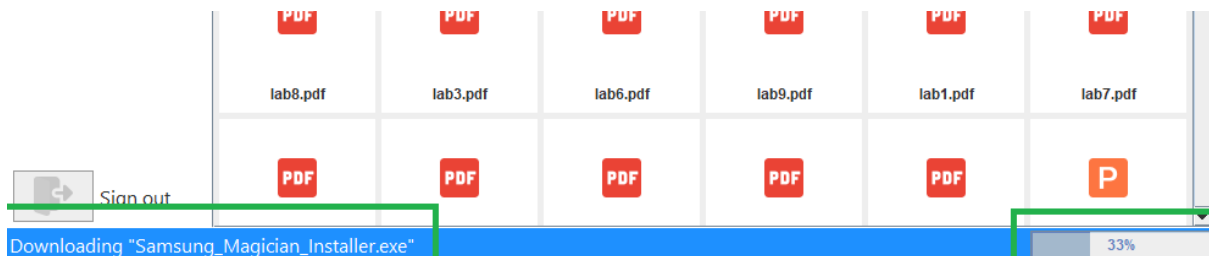 PDF PDF PDF PDF PDF PDF
lab8.pdf lab3.pdf lab6.pdf lab9.pdf lab1.pdf lab7.pdf
PDF PDF PDF PDF PDF P
Sign out
Downloading "Samsung_Magician_Installer.exe" 33%